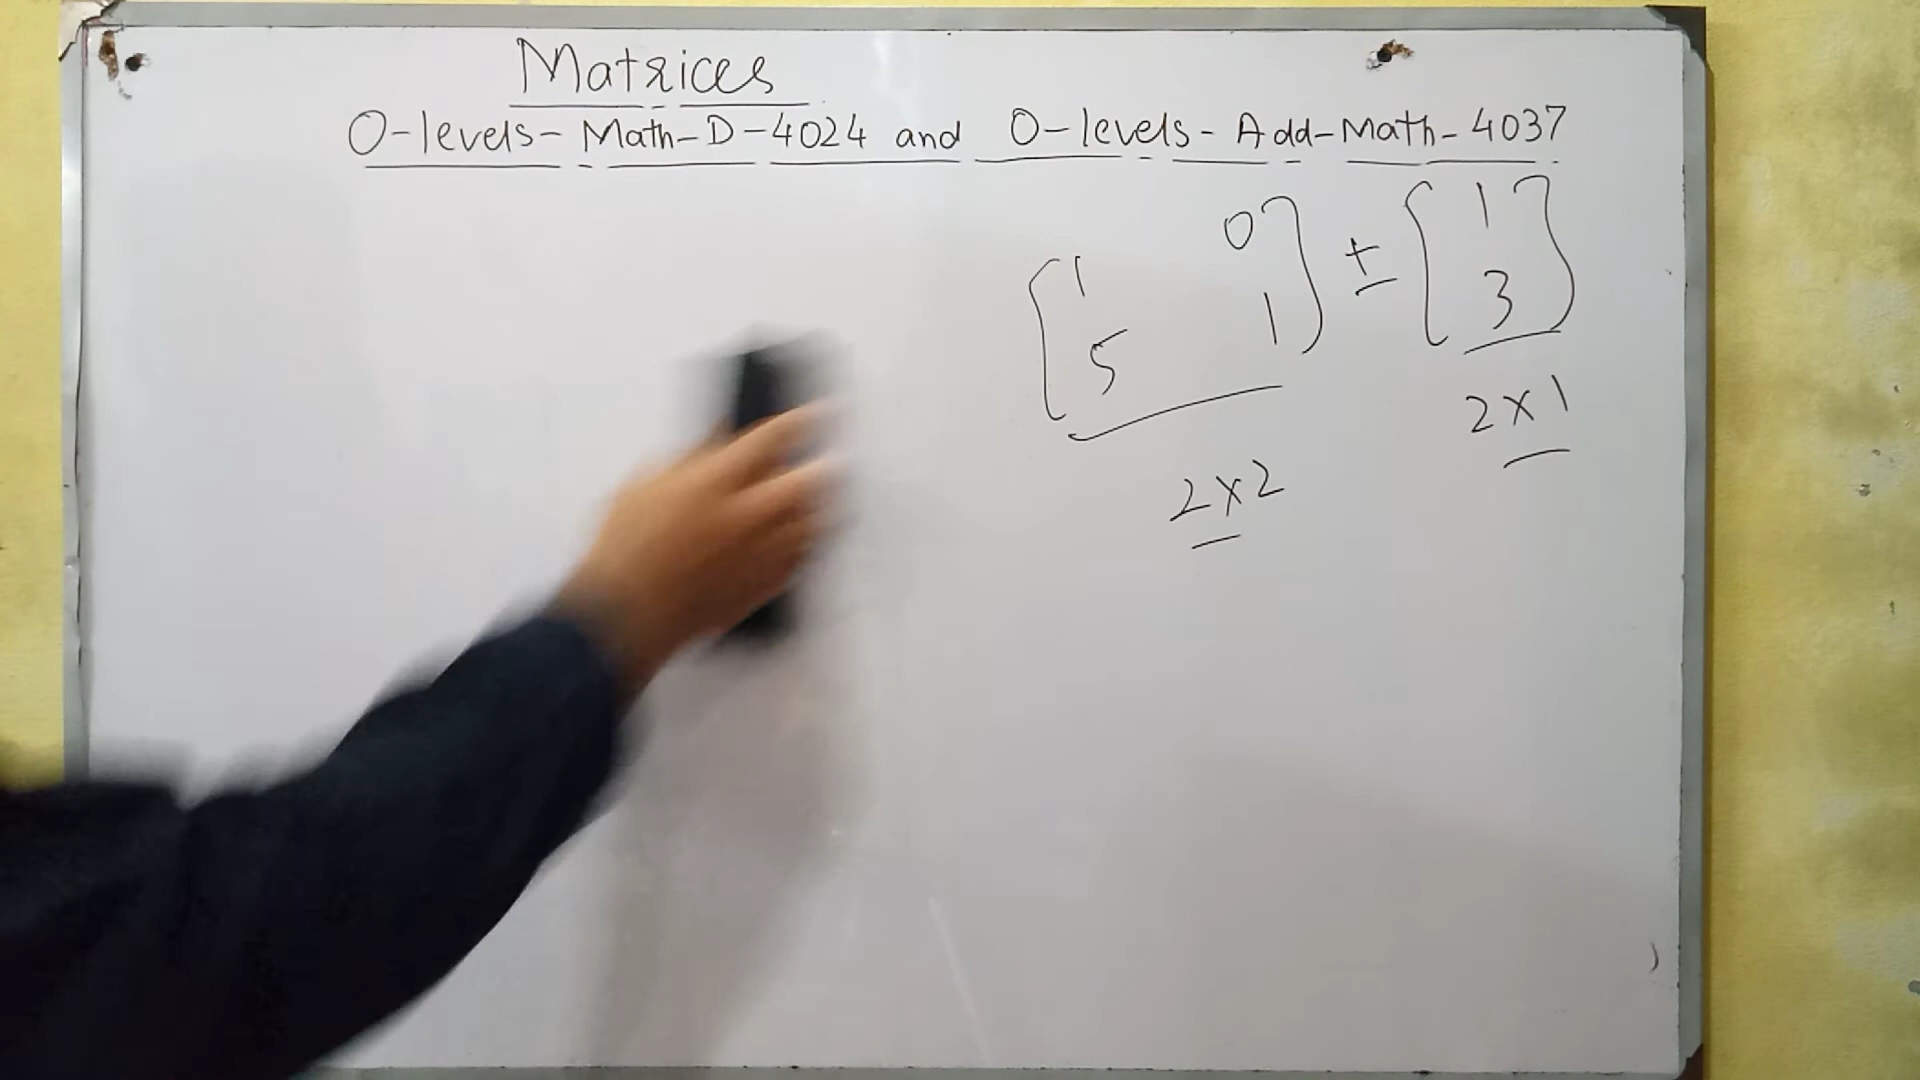 Matrices
O-levels-Math-D-4024 and O-levels-Add-Math-4037
[1 0] ± [1]
[5 1] [3]
2x2 2x1